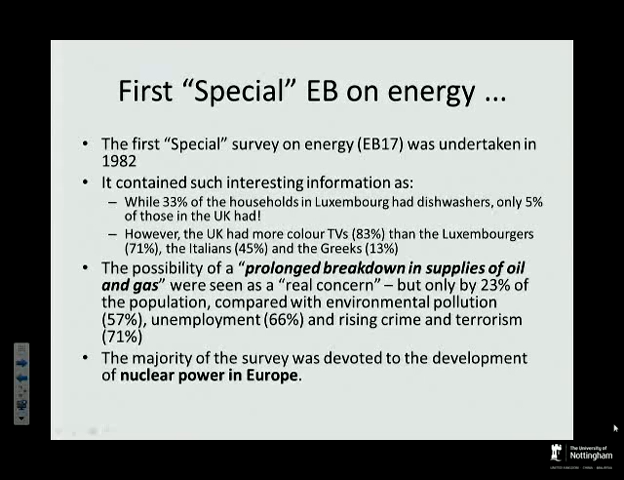 First “Special” EB on energy ...
• The first “Special” survey on energy (EB17) was undertaken in
1982
• It contained such interesting information as:
– While 33% of the households in Luxembourg had dishwashers, only 5%
of those in the UK had!
– However, the UK had more colour TVs (83%) than the Luxembourgers
(71%), the Italians (45%) and the Greeks (13%)
• The possibility of a “prolonged breakdown in supplies of oil
and gas” were seen as a “real concern” – but only by 23% of
the population, compared with environmental pollution
(57%), unemployment (66%) and rising crime and terrorism
(71%)
• The majority of the survey was devoted to the development
of nuclear power in Europe.
The University of
Nottingham